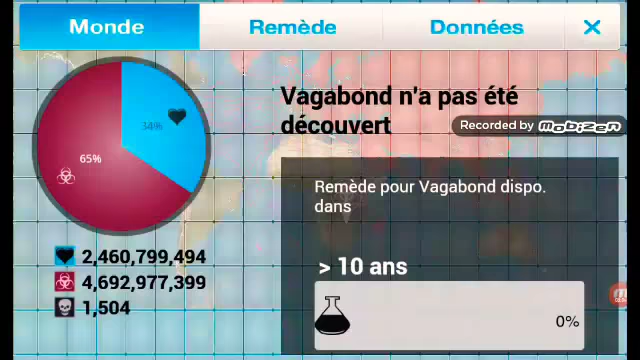 Monde
Remède
Données
Vagabond n'a pas été
découvert
Recorded by mobizen
34%
65%
Remède pour Vagabond dispo.
dans
2,460,799,494
> 10 ans
4,692,977,399
1,504
0%